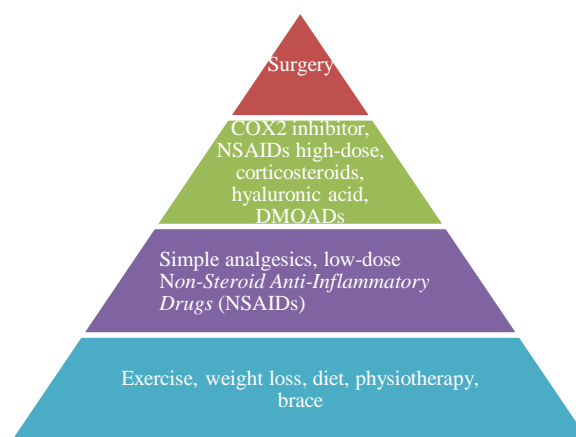 Surgery
COX2 inhibitor,
NSAIDs high-dose,
corticosteroids,
hyaluronic acid,
DMOADs
Simple analgesics, low-dose
Non-Steroid Anti-Inflammatory
Drugs (NSAIDs)
Exercise, weight loss, diet, physiotherapy,
brace